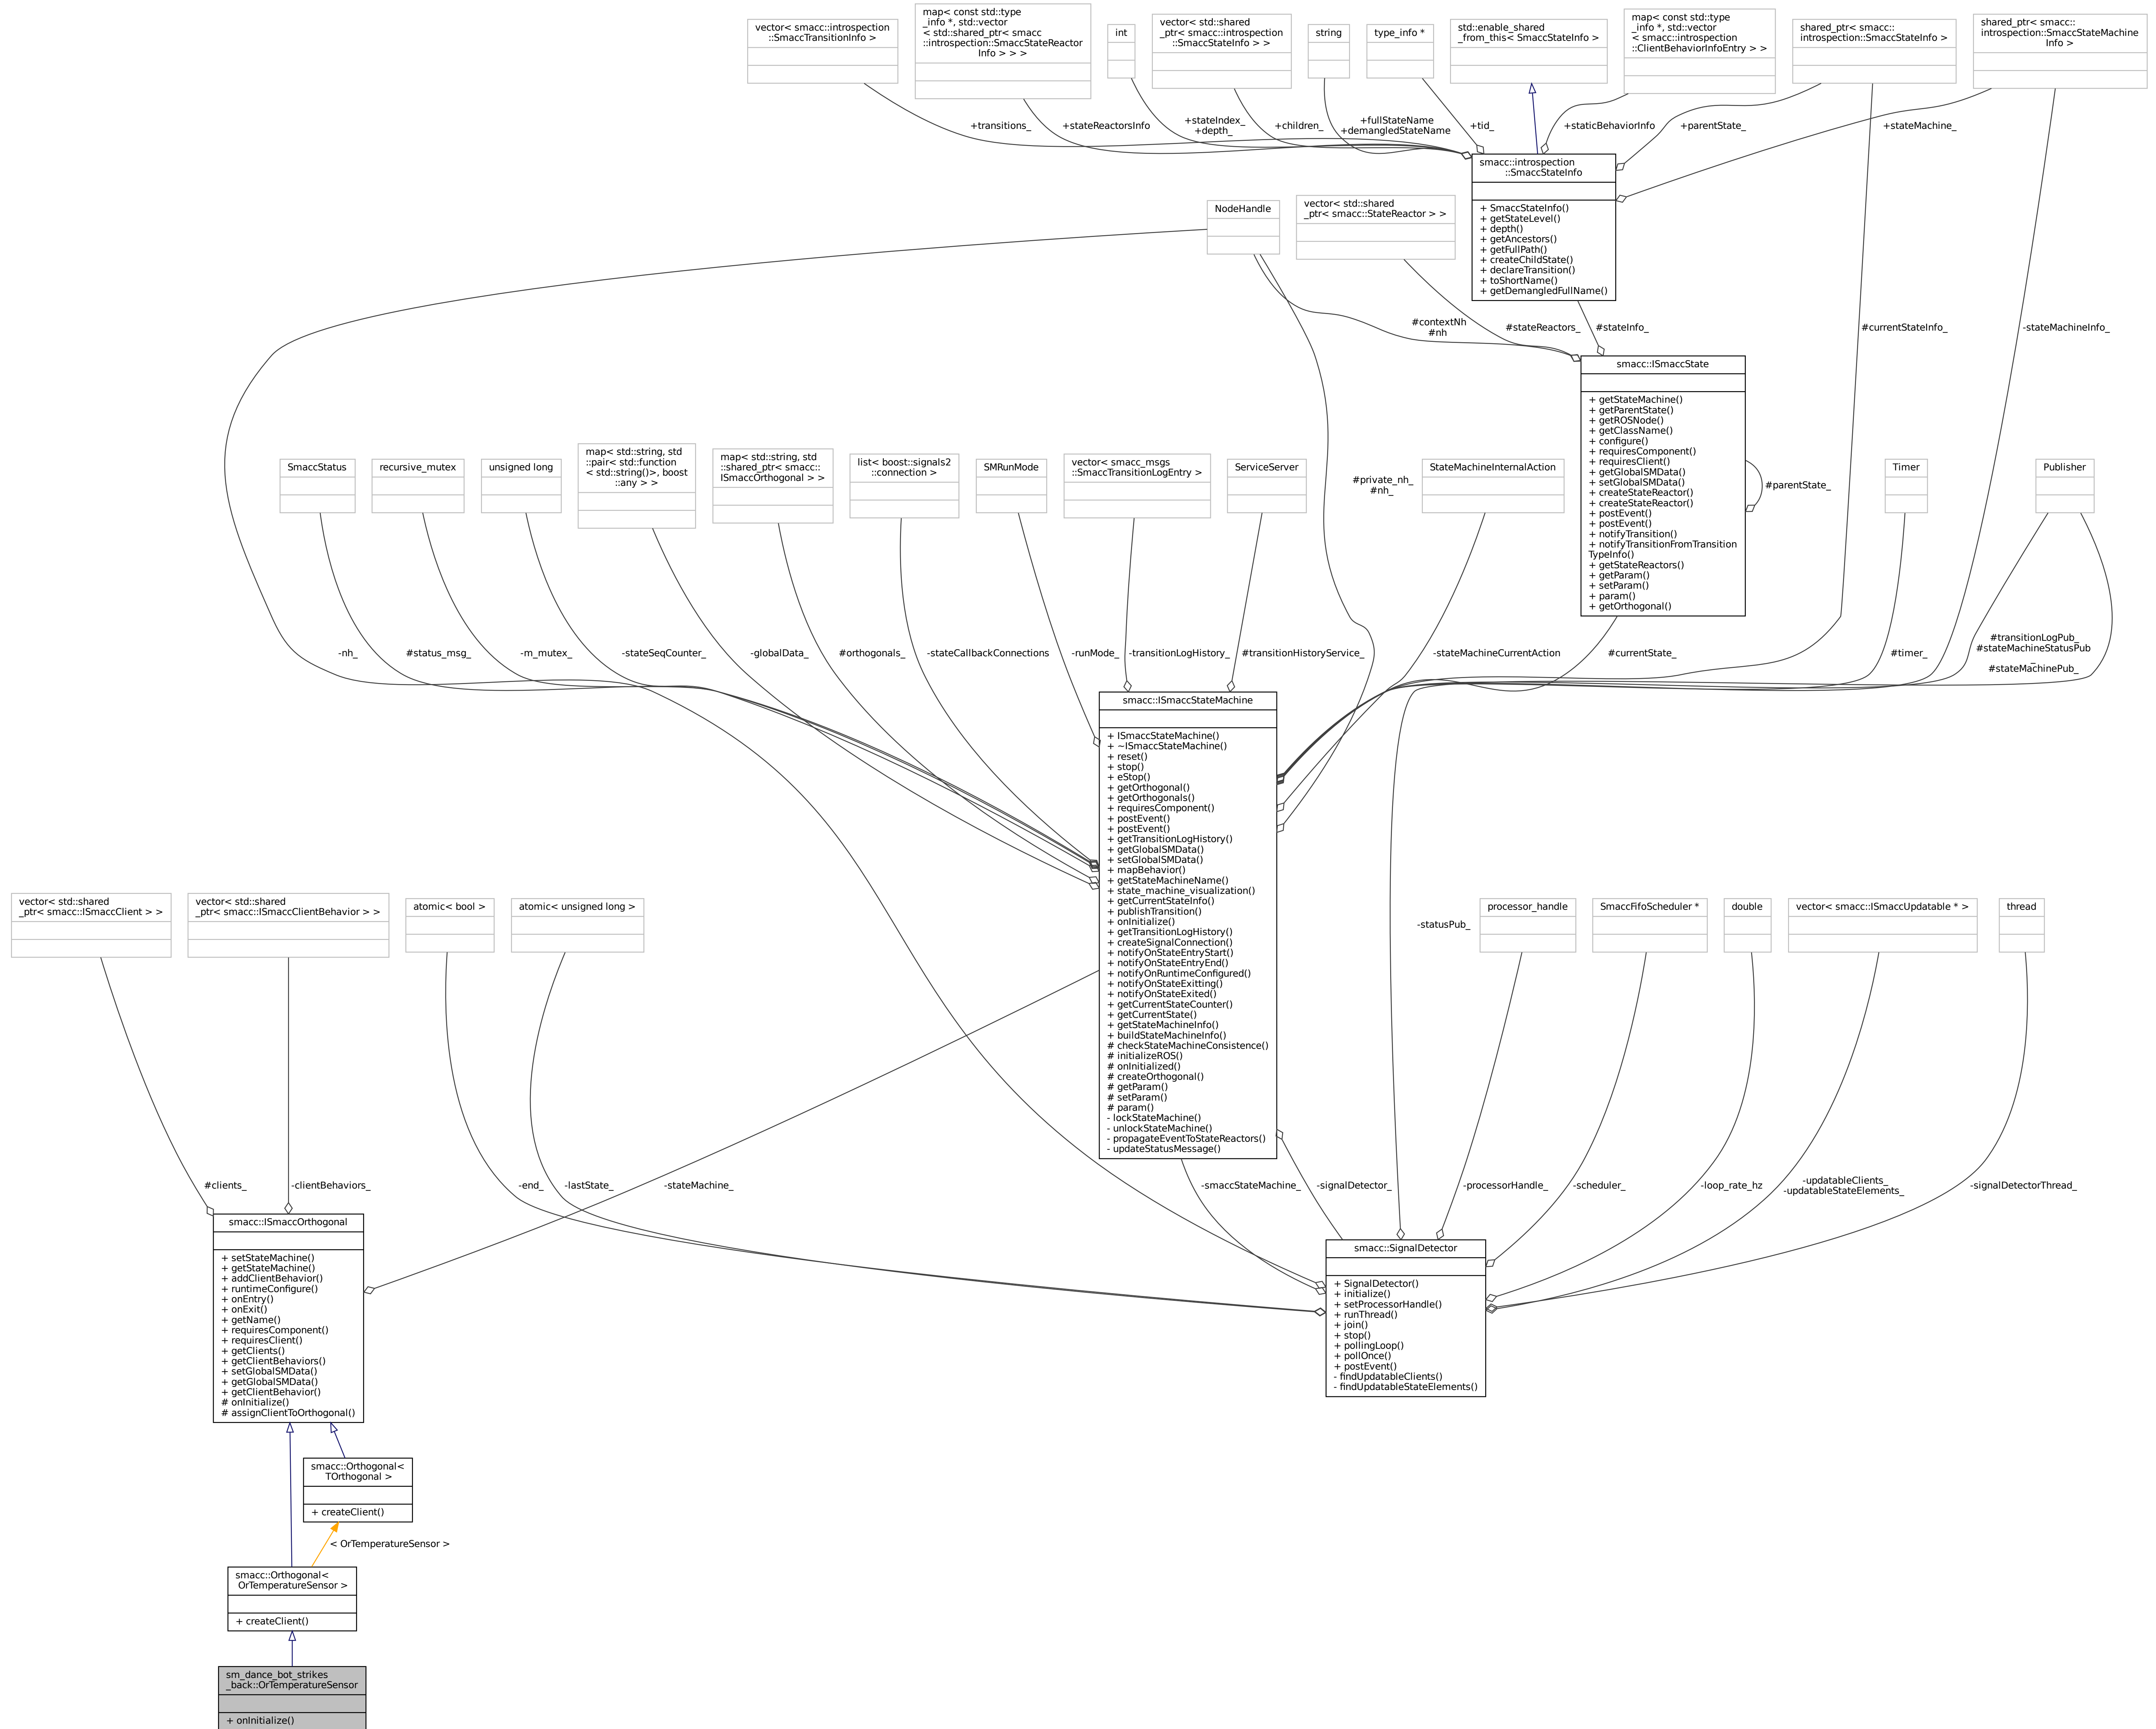 vector< smacc::introspection
::SmaccTransitionInfo >
map< const std::type
_info *, std::vector
< std::shared_ptr< smacc
::introspection::SmaccStateReactor
Info > > >
int
vector< std::shared
_ptr< smacc::introspection
::SmaccStateInfo > >
string
type_info *
std::enable_shared
_from_this< SmaccStateInfo >
map< const std::type
_info *, std::vector
< smacc::introspection
::ClientBehaviorInfoEntry > >
shared_ptr< smacc::
introspection::SmaccStateInfo >
shared_ptr< smacc::
introspection::SmaccStateMachine
Info >
+transitions_
+stateReactorsInfo
+stateIndex_
+depth_
+children_
+fullStateName
+demangledStateName
+tid_
+staticBehaviorInfo
+parentState_
+stateMachine_
smacc::introspection
::SmaccStateInfo
+ SmaccStateInfo()
+ getStateLevel()
+ depth()
+ getAncestors()
+ getFullPath()
+ createChildState()
+ declareTransition()
+ toShortName()
+ getDemangledFullName()
NodeHandle
vector< std::shared
_ptr< smacc::StateReactor > >
#contextNh
#nh
#stateReactors_
#stateInfo_
#currentStateInfo_
-stateMachineInfo_
smacc::ISmaccState
+ getStateMachine()
+ getParentState()
+ getROSNode()
+ getClassName()
+ configure()
+ requiresComponent()
+ requiresClient()
+ getGlobalSMData()
+ setGlobalSMData()
+ createStateReactor()
+ createStateReactor()
+ postEvent()
+ postEvent()
+ notifyTransition()
+ notifyTransitionFromTransition
TypeInfo()
+ getStateReactors()
+ getParam()
+ setParam()
+ param()
+ getOrthogonal()
#parentState_
SmaccStatus
recursive_mutex
unsigned long
map< std::string, std
::pair< std::function
< std::string()>, boost
::any > >
map< std::string, std
::shared_ptr< smacc::
ISmaccOrthogonal > >
list< boost::signals2
::connection >
SMRunMode
vector< smacc_msgs
::SmaccTransitionLogEntry >
ServiceServer
#private_nh_
#nh_
StateMachineInternalAction
Timer
Publisher
-nh_
#status_msg_
-m_mutex_
-stateSeqCounter_
-globalData_
#orthogonals_
-stateCallbackConnections
-runMode_
-transitionLogHistory_
#transitionHistoryService_
-stateMachineCurrentAction
#currentState_
#timer_
#transitionLogPub_
#stateMachineStatusPub
_
#stateMachinePub_
smacc::ISmaccStateMachine
+ ISmaccStateMachine()
+ ~ISmaccStateMachine()
+ reset()
+ stop()
+ eStop()
+ getOrthogonal()
+ getOrthogonals()
+ requiresComponent()
+ postEvent()
+ postEvent()
+ getTransitionLogHistory()
+ getGlobalSMData()
+ setGlobalSMData()
+ mapBehavior()
+ getStateMachineName()
+ state_machine_visualization()
+ getCurrentStateInfo()
+ publishTransition()
+ onInitialize()
+ getTransitionLogHistory()
+ createSignalConnection()
+ notifyOnStateEntryStart()
+ notifyOnStateEntryEnd()
+ notifyOnRuntimeConfigured()
+ notifyOnStateExitting()
+ notifyOnStateExited()
+ getCurrentStateCounter()
+ getCurrentState()
+ getStateMachineInfo()
+ buildStateMachineInfo()
# checkStateMachineConsistence()
# initializeROS()
# onInitialized()
# createOrthogonal()
# getParam()
# setParam()
# param()
- lockStateMachine()
- unlockStateMachine()
- propagateEventToStateReactors()
- updateStatusMessage()
vector< std::shared
_ptr< smacc::ISmaccClient > >
vector< std::shared
_ptr< smacc::ISmaccClientBehavior > >
atomic< bool >
atomic< unsigned long >
-statusPub_
processor_handle
SmaccFifoScheduler *
double
vector< smacc::ISmaccUpdatable * >
thread
#clients_
-clientBehaviors_
-end_
-lastState_
-stateMachine_
-smaccStateMachine_
-signalDetector_
-processorHandle_
-scheduler_
-loop_rate_hz
-updatableClients_
-updatableStateElements_
-signalDetectorThread_
smacc::ISmaccOrthogonal
+ setStateMachine()
+ getStateMachine()
+ addClientBehavior()
+ runtimeConfigure()
+ onEntry()
+ onExit()
+ getName()
+ requiresComponent()
+ requiresClient()
+ getClients()
+ getClientBehaviors()
+ setGlobalSMData()
+ getGlobalSMData()
+ getClientBehavior()
# onInitialize()
# assignClientToOrthogonal()
smacc::SignalDetector
+ SignalDetector()
+ initialize()
+ setProcessorHandle()
+ runThread()
+ join()
+ stop()
+ pollingLoop()
+ pollOnce()
+ postEvent()
- findUpdatableClients()
- findUpdatableStateElements()
smacc::Orthogonal<
TOrthogonal >
+ createClient()
< OrTemperatureSensor >
smacc::Orthogonal<
OrTemperatureSensor >
+ createClient()
sm_dance_bot_strikes
_back::OrTemperatureSensor
+ onInitialize()